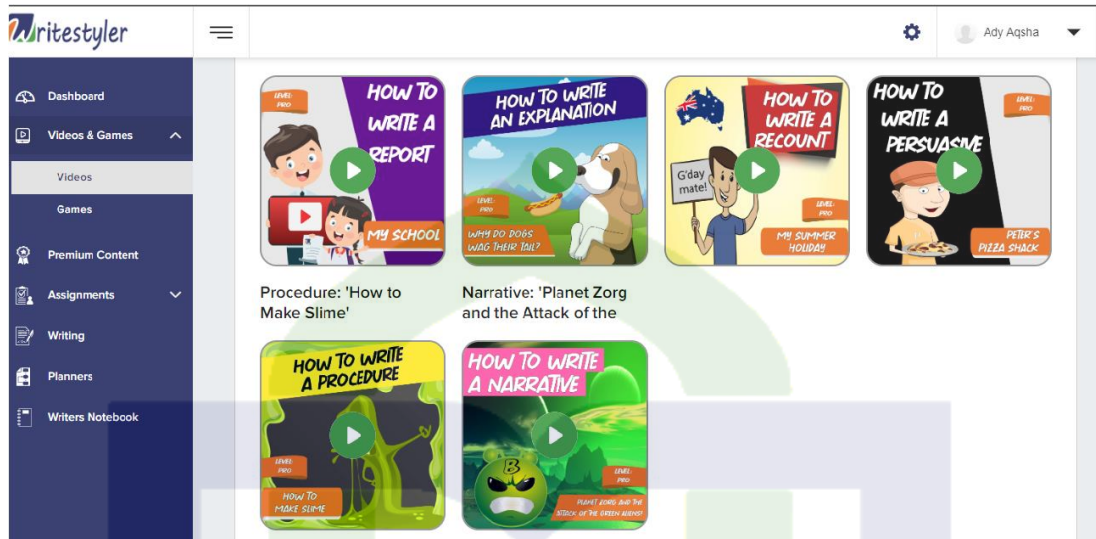 Writestyler
Ady Aqsha
Dashboard
Videos & Games
Videos
Games
Premium Content
Assignments
Writing
Planners
Writers Notebook
LEVEL:
PRO
HOW TO
WRITE A
REPORT
MY SCHOOL
HOW TO WRITE
AN EXPLANATION
LEVEL:
PRO
WHY DO DOGS
WAG THEIR TAIL?
HOW TO
WRITE A
RECOUNT
G'day
mate!
LEVEL:
PRO
MY SUMMER
HOLIDAY
HOW TO
WRITE A
PERSUASIVE
LEVEL:
PRO
PETER'S
PIZZA SHACK
Procedure: 'How to
Make Slime'
Narrative: 'Planet Zorg
and the Attack of the
HOW TO WRITE
A PROCEDURE
LEVEL:
PRO
HOW TO
MAKE SLIME
HOW TO WRITE
A NARRATIVE
B
LEVEL:
PRO
PLANET ZORG AND THE
ATTACK OF THE GREEN ALIENS!